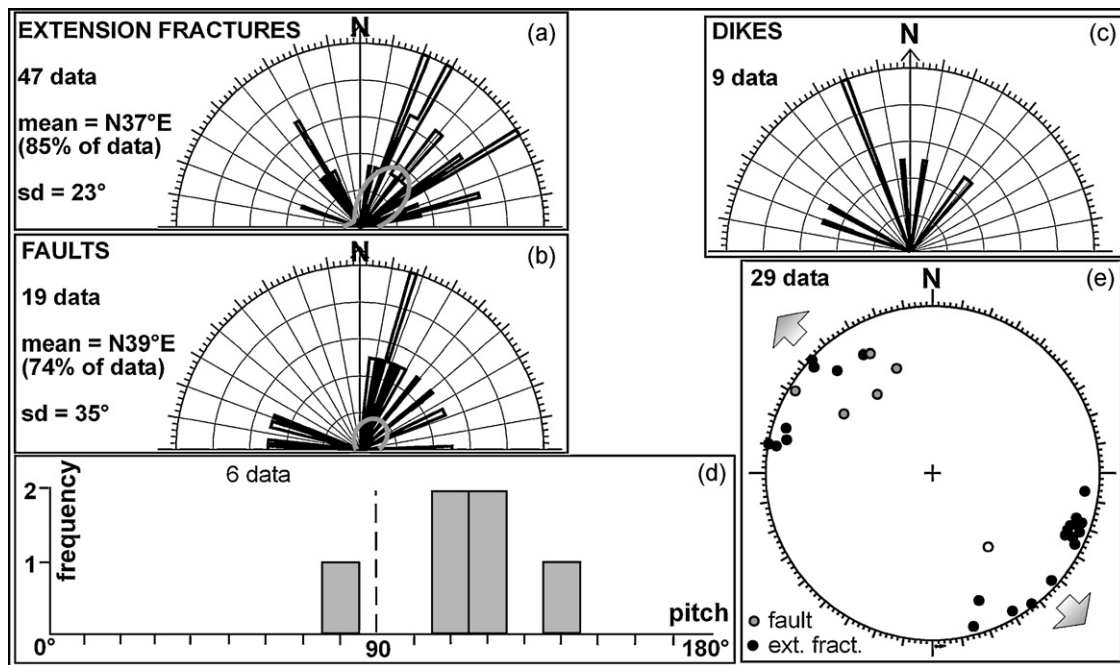 EXTENSION FRACTURES
N
(a)
47 data
mean = N37°E
(85% of data)
sd = 23°
FAULTS
N
(b)
19 data
mean = N39°E
(74% of data)
sd = 35°
DIKES
N
(c)
9 data
6 data
(d)
2
1
frequency
pitch
0°
90
180°
29 data
N
(e)
fault
ext. fract.